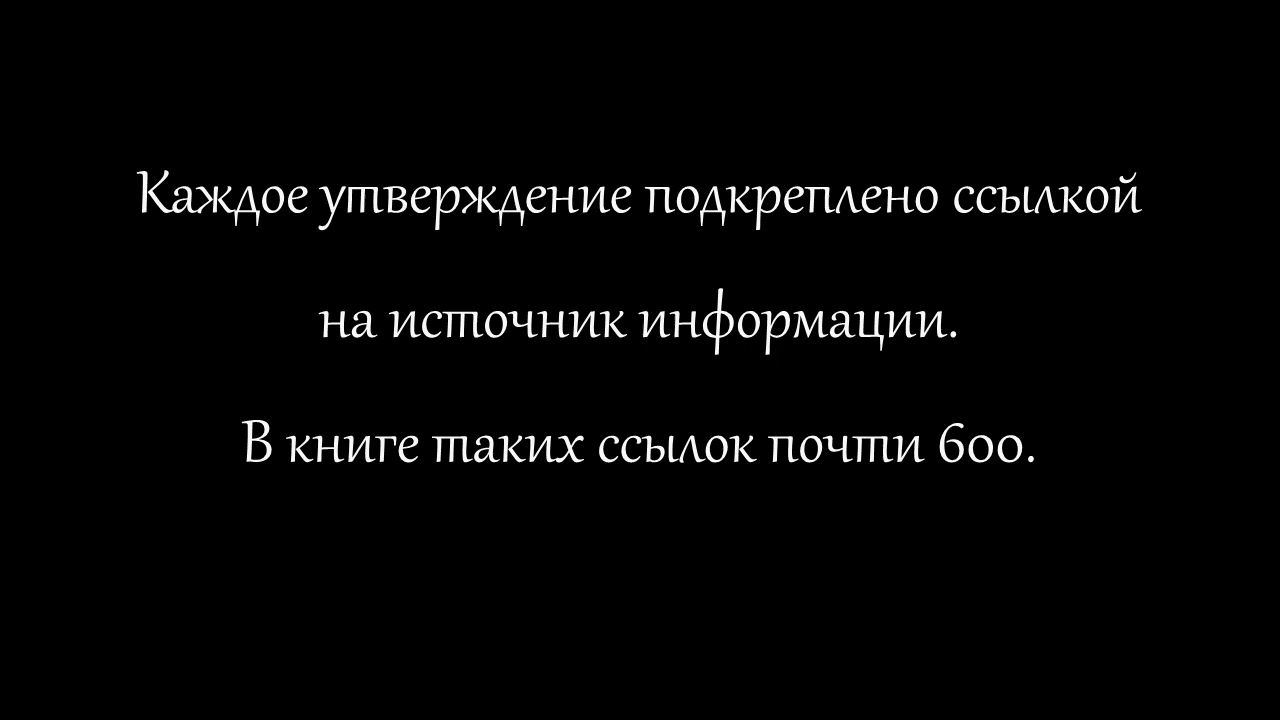 Каждое утверждение подкреплено ссылкой
на источник информации.
В книге таких ссылок почти 600.